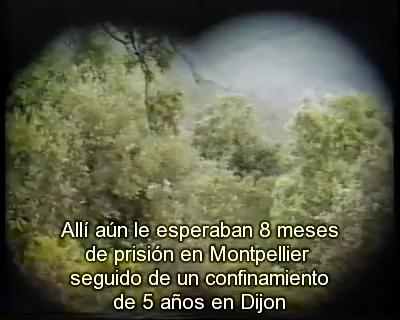 Allí aún le esperaban 8 meses
de prisión en Montpellier
seguido de un confinamiento
de 5 años en Dijon